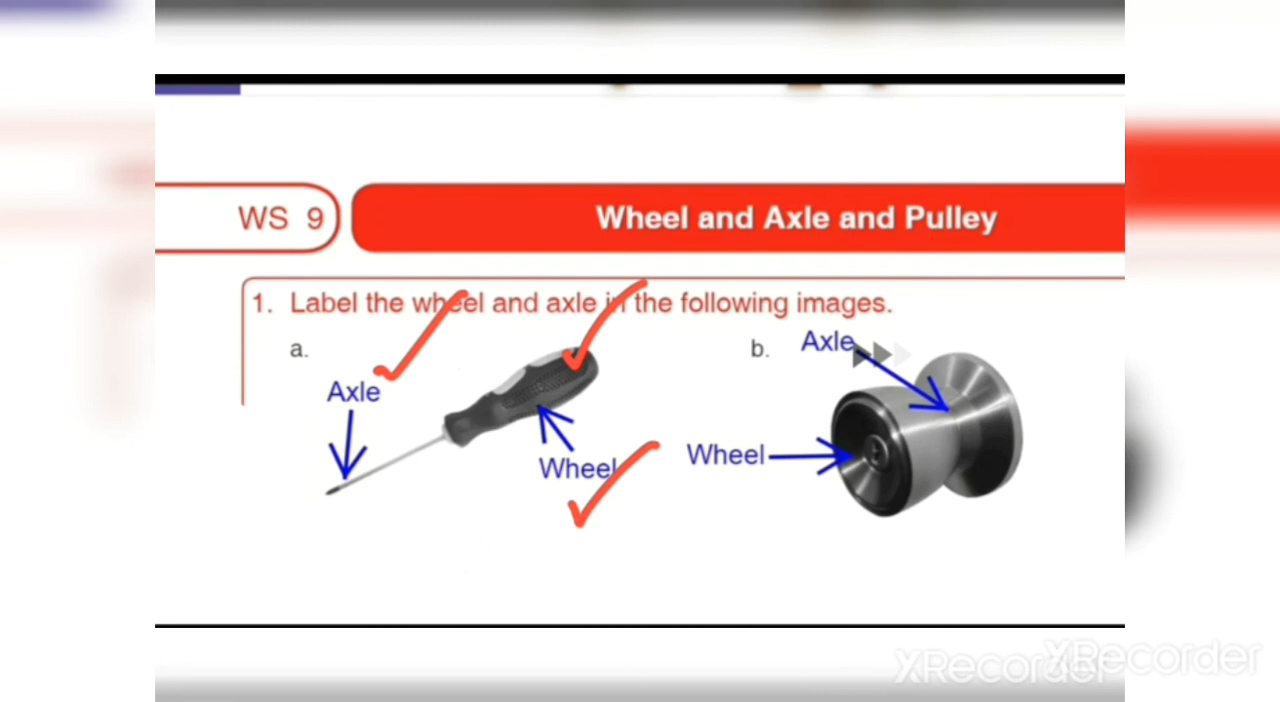 WS 9
Wheel and Axle and Pulley
1. Label the wheel and axle in the following images.
a.
Axle
Wheel
b.
Axle
Wheel
XRecorder
XRecorder